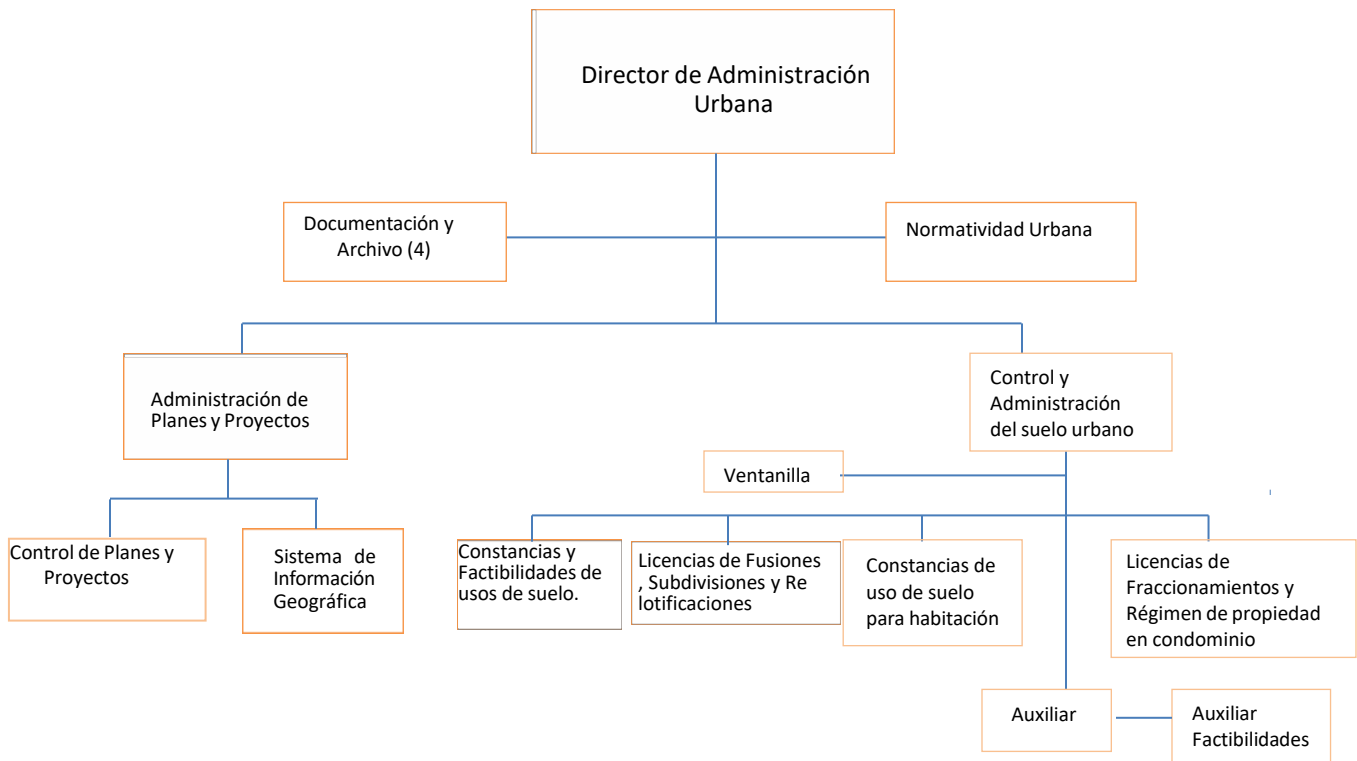 Director de Administración
Urbana
Documentación y
Archivo (4)
Normatividad Urbana
Administración de
Planes y Proyectos
Control y
Administración
del suelo urbano
Ventanilla
Control de Planes y
Proyectos
Sistema de
Información
Geográfica
Constancias y
Factibilidades de
usos de suelo.
Licencias de Fusiones
, Subdivisiones y Re
lotificaciones
Constancias de
uso de suelo
para habitación
Licencias de
Fraccionamientos y
Régimen de propiedad
en condominio
Auxiliar
Auxiliar
Factibilidades